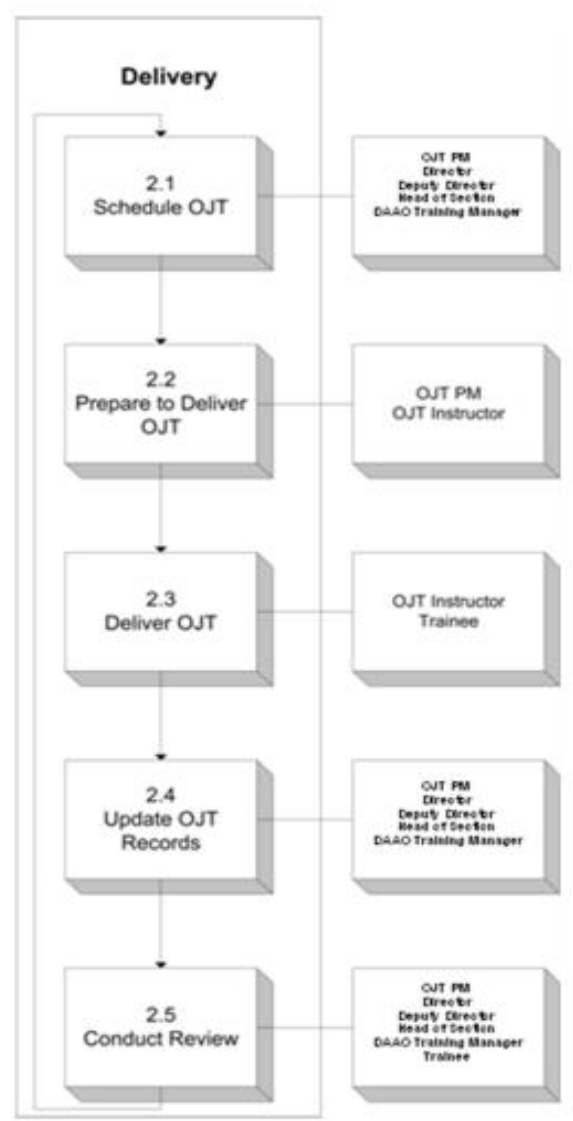 Delivery
2.1
Schedule OJT
OJT PM
Director
Deputy Director
Head of Section
DAAO Training Manager
2.2
Prepare to Deliver
OJT
OJT PM
OJT Instructor
2.3
Deliver OJT
OJT Instructor
Trainee
2.4
Update OJT
Records
OJT PM
Director
Deputy Director
Head of Section
DAAO Training Manager
2.5
Conduct Review
OJT PM
Director
Deputy Director
Head of Section
DAAO Training Manager
Trainee